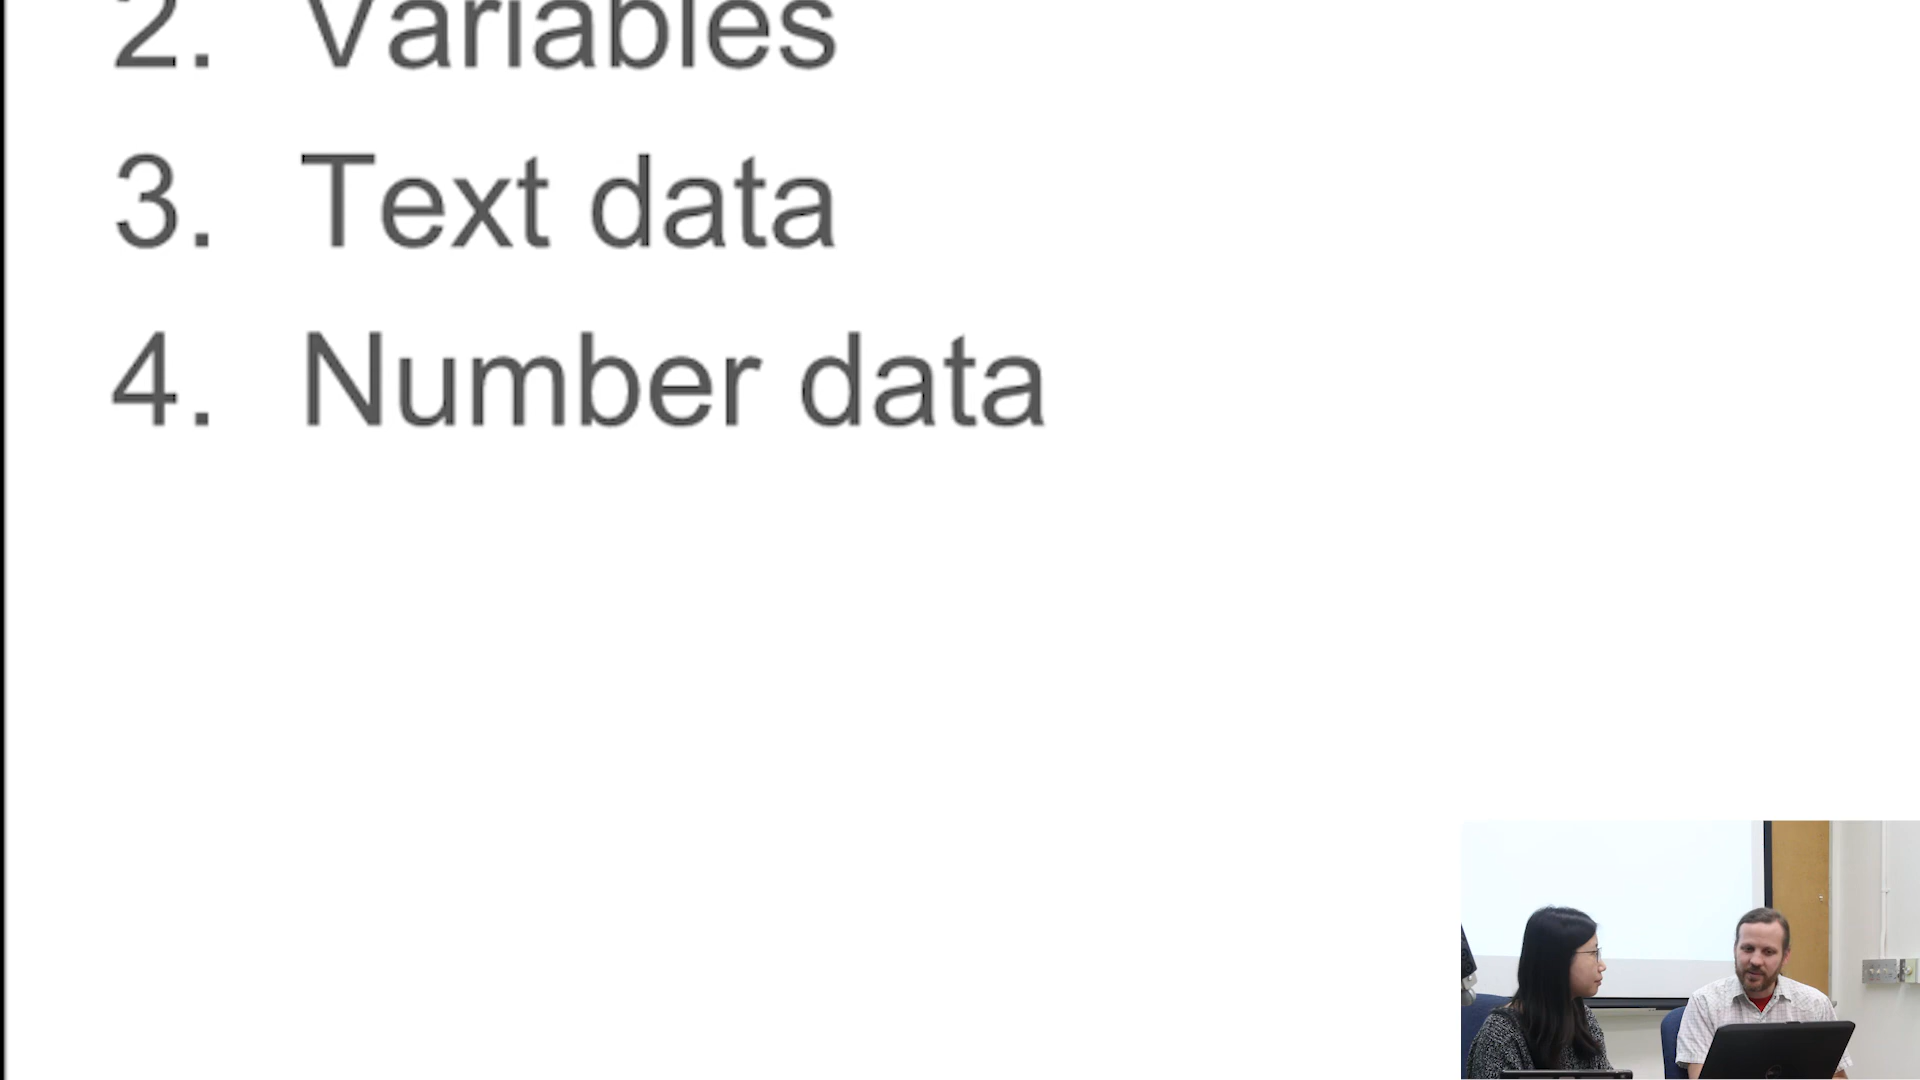 2. Variables
3. Text data
4. Number data